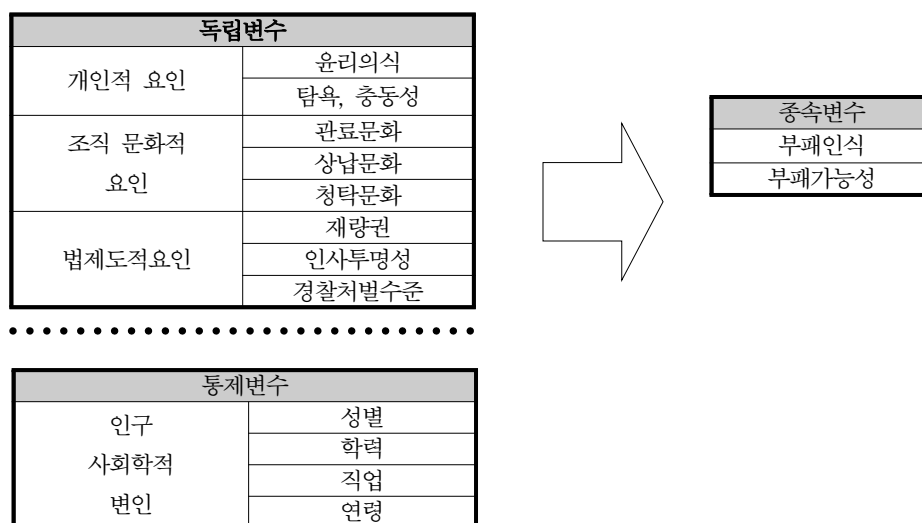 독립변수
개인적 요인
윤리의식
탐욕, 충동성
조직 문화적
요인
관료문화
상납문화
청탁문화
법제도적요인
재량권
인사투명성
경찰처벌수준
종속변수
부패인식
부패가능성
통제변수
인구
사회학적
변인
성별
학력
직업
연령